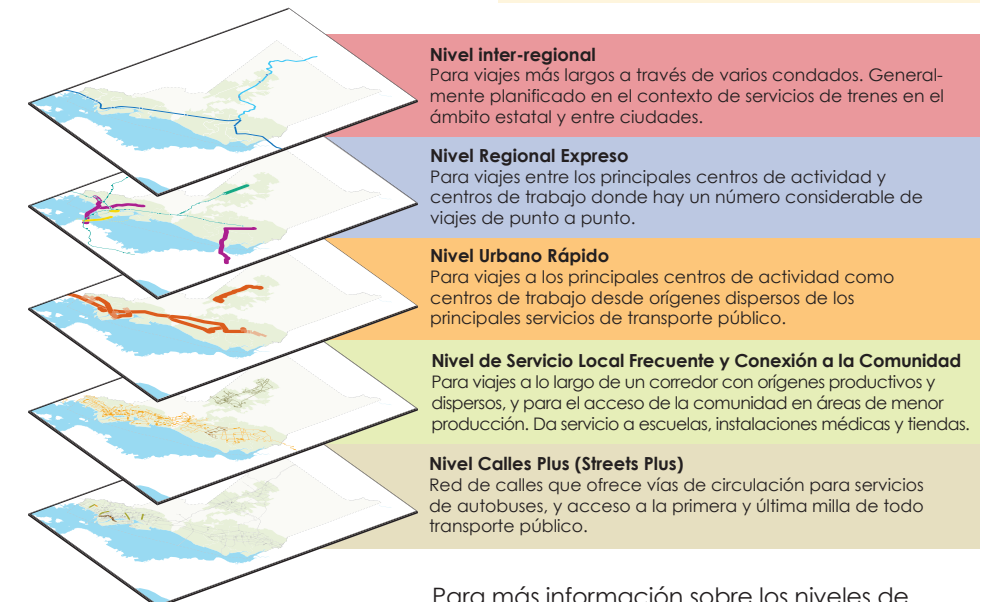 Nivel inter-regional
Para viajes más largos a través de varios condados. General-
mente planificado en el contexto de servicios de trenes en el
ámbito estatal y entre ciudades.
Nivel Regional Expreso
Para viajes entre los principales centros de actividad y
centros de trabajo donde hay un número considerable de
viajes de punto a punto.
Nivel Urbano Rápido
Para viajes a los principales centros de actividad como
centros de trabajo desde orígenes dispersos de los
principales servicios de transporte público.
Nivel de Servicio Local Frecuente y Conexión a la Comunidad
Para viajes a lo largo de un corredor con orígenes productivos y
dispersos, y para el acceso de la comunidad en áreas de menor
producción. Da servicio a escuelas, instalaciones médicas y tiendas.
Nivel Calles Plus (Streets Plus)
Red de calles que ofrece vías de circulación para servicios
de autobuses, y acceso a la primera y última milla de todo
transporte público.
Para más información sobre los niveles de